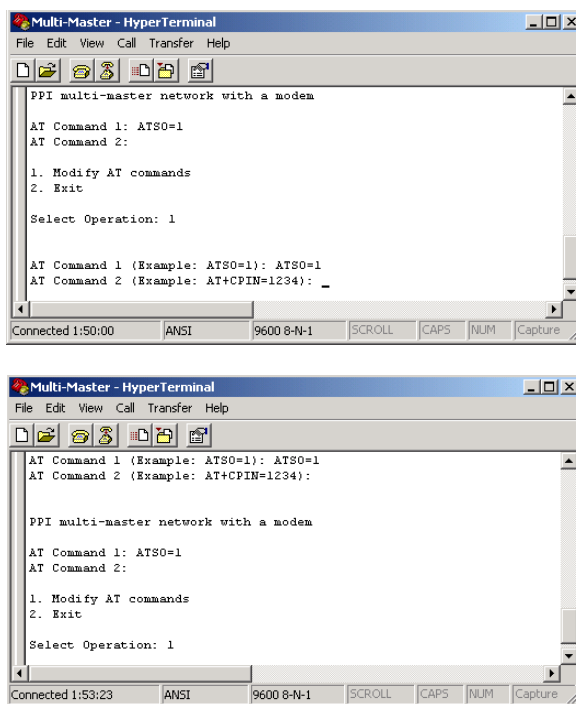 Multi-Master - HyperTerminal
File Edit View Call Transfer Help
PPI multi-master network with a modem
AT Command 1: ATS0=1
AT Command 2:
1. Modify AT commands
2. Exit
Select Operation: 1
AT Command 1 (Example: ATS0=1): ATS0=1
AT Command 2 (Example: AT+CPIN=1234): _
Connected 1:50:00 ANSI 9600 8-N-1 SCROLL CAPS NUM Capture
Multi-Master - HyperTerminal
File Edit View Call Transfer Help
AT Command 1 (Example: ATS0=1): ATS0=1
AT Command 2 (Example: AT+CPIN=1234):
PPI multi-master network with a modem
AT Command 1: ATS0=1
AT Command 2:
1. Modify AT commands
2. Exit
Select Operation: 1
Connected 1:53:23 ANSI 9600 8-N-1 SCROLL CAPS NUM Capture